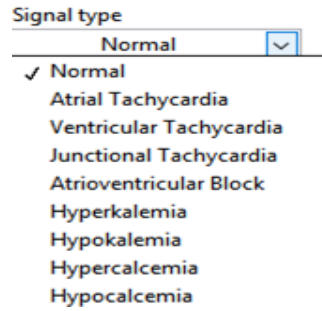 Signal type
Normal
✓ Normal
Atrial Tachycardia
Ventricular Tachycardia
Junctional Tachycardia
Atrioventricular Block
Hyperkalemia
Hypokalemia
Hypercalcemia
Hypocalcemia